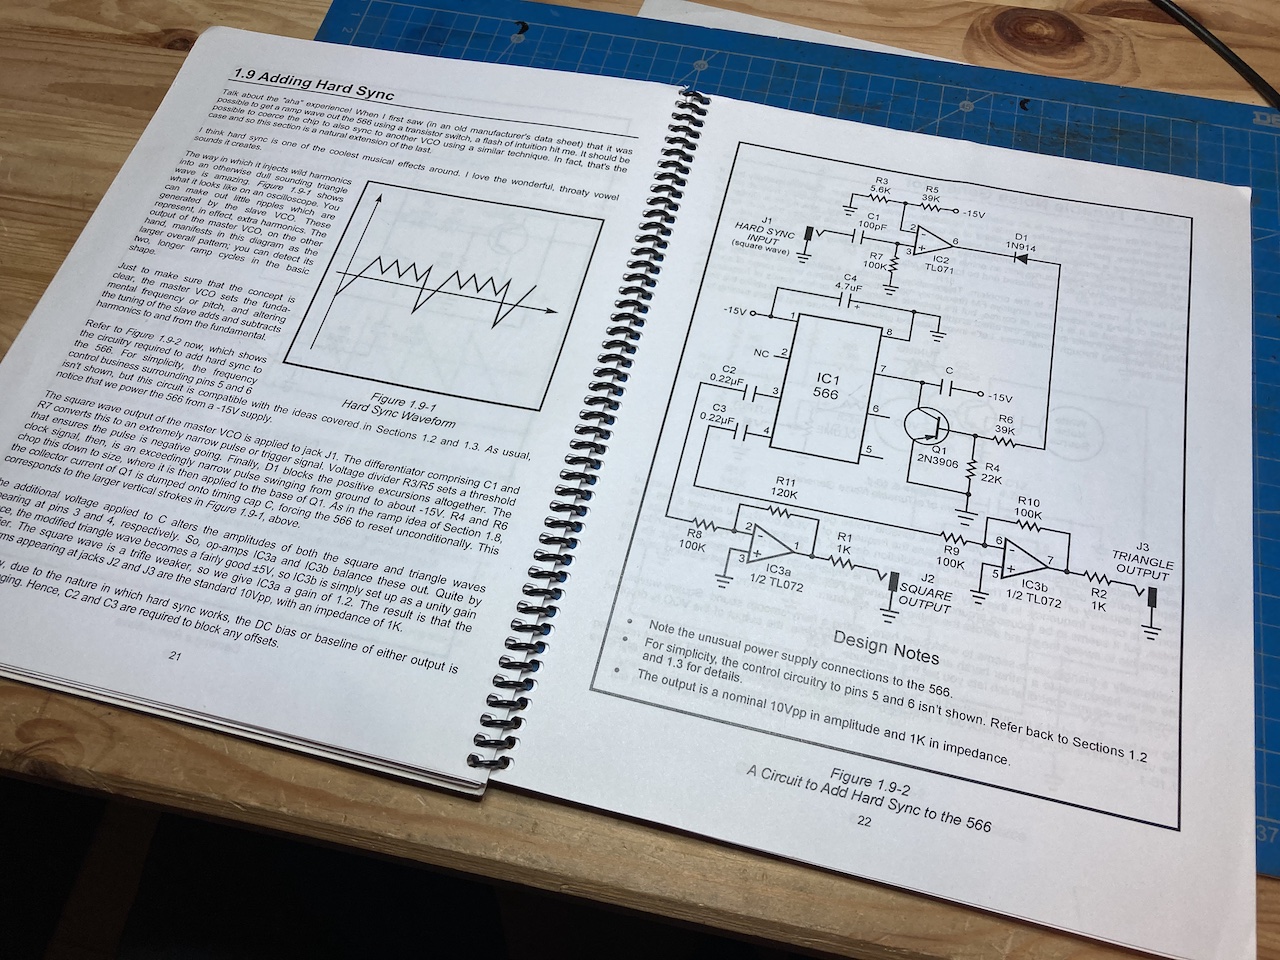 1.9 Adding Hard Sync
Talk about the "aha" experience! When I first saw (in an old manufacturer's data sheet) that it was
possible to get a ramp wave out the 566 using a transistor switch, a flash of intuition hit me. It should be
possible to coerce the chip to also sync to another VCO using a similar technique. In fact, that's the
case and so this section is a natural extension of the last.
I think hard sync is one of the coolest musical effects around. I love the wonderful, throaty vowel
sounds it creates.
The way in which it injects wild harmonics
into an otherwise dull sounding triangle
wave is amazing. Figure 1.9-1 shows
what it looks like on an oscilloscope. You
can make out little ripples which are
generated by the slave VCO. These
represent, in effect, extra harmonics. The
output of the master VCO, on the other
hand, manifests in this diagram as the
larger overall pattern; you can detect its
two, longer ramp cycles in the basic
shape.
Just to make sure that the concept is
clear, the master VCO sets the funda-
mental frequency or pitch, and altering
the tuning of the slave adds and subtracts
harmonics to and from the fundamental.
Refer to Figure 1.9-2 now, which shows
the circuitry required to add hard sync to
the 566. For simplicity, the frequency
control business surrounding pins 5 and 6
isn't shown, but this circuit is compatible with the ideas covered in Sections 1.2 and 1.3. As usual,
notice that we power the 566 from a -15V supply.
Figure 1.9-1
Hard Sync Waveform
The square wave output of the master VCO is applied to jack J1. The differentiator comprising C1 and
R7 converts this to an extremely narrow pulse or trigger signal. Voltage divider R3/R5 sets a threshold
ensures the pulse is negative going. Finally, D1 blocks the positive excursions altogether. The
clock signal, then, is an exceedingly narrow pulse swinging from ground to about -15V. R4 and R6
chop this down to size, where it is then applied to the base of Q1. As in the ramp idea of Section 1.8,
the collector current of Q1 is dumped onto timing cap C, forcing the 566 to reset unconditionally. This
corresponds to the larger vertical strokes in Figure 1.9-1, above.
additional voltage applied to C alters the amplitudes of both the square and triangle waves
at pins 3 and 4, respectively. So, op-amps IC3a and IC3b balance these out. Quite by
the modified triangle wave becomes a fairly good ±5V, so IC3b is simply set up as a unity gain
The square wave is a trifle weaker, so we give IC3a a gain of 1.2. The result is that the
appearing at jacks J2 and J3 are the standard 10Vpp, with an impedance of 1K.
due to the nature in which hard sync works, the DC bias or baseline of either output is
Hence, C2 and C3 are required to block any offsets.
21
R3
5.6K
R5
39K
-15V
J1
HARD SYNC
INPUT
(square wave)
C1
100pF
2
3
6
IC2
TL071
D1
1N914
R7
100K
C4
4.7uF
+
-15V
1
8
NC
2
7
C
-15V
IC1
566
C2
0.22µF
3
6
C3
0.22µF
4
5
Q1
2N3906
R6
39K
R4
22K
R11
120K
R10
100K
R8
100K
2
3
1
IC3a
1/2 TL072
R1
1K
J2
SQUARE
OUTPUT
R9
100K
6
5
7
IC3b
1/2 TL072
R2
1K
J3
TRIANGLE
OUTPUT
Design Notes
• Note the unusual power supply connections to the 566.
• For simplicity, the control circuitry to pins 5 and 6 isn't shown. Refer back to Sections 1.2
and 1.3 for details.
• The output is a nominal 10Vpp in amplitude and 1K in impedance.
Figure 1.9-2
A Circuit to Add Hard Sync to the 566
22